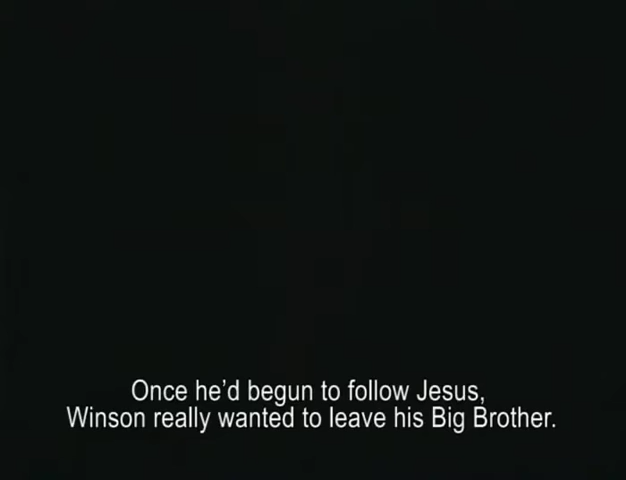 Once he’d begun to follow Jesus,
Winson really wanted to leave his Big Brother.